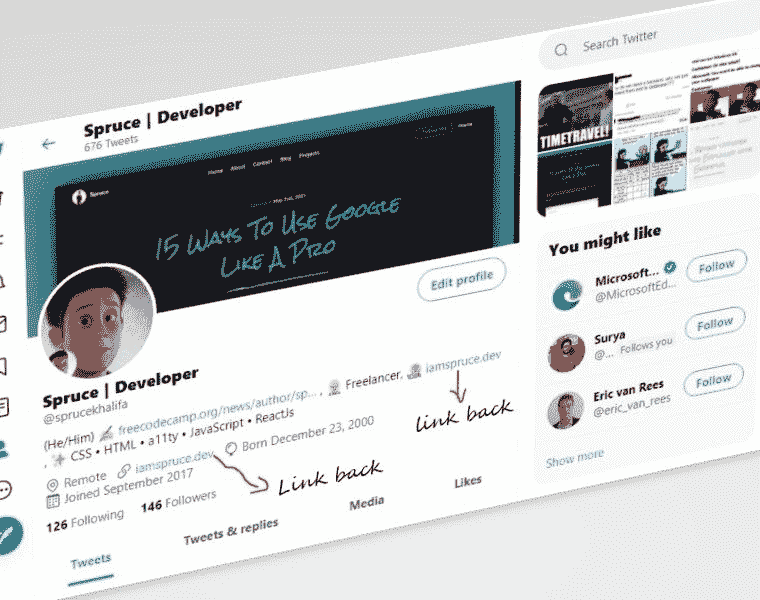 Spruce | Developer
676 Tweets
Search Twitter
Spruce
Home About Contact Blog Projects
Home
15 Ways To Use Google
Like A Pro
TIMETRAVEL!
Edit profile
Spruce | Developer
@sprucekhalifa
(He/Him) freecodecamp.org/news/author/sp... , Freelancer, iamspruce.dev
, CSS • HTML • a11ty • JavaScript • ReactJs
Remote iamspruce.dev Born December 23, 2000
Joined September 2017
126 Following 146 Followers
link back
Link back
Tweets Tweets & replies Media Likes
You might like
Microsoft...
@MicrosoftEd...
Follow
Surya
@... Follows you
Follow
Eric van Rees
@eric_van_rees
Follow
Show more